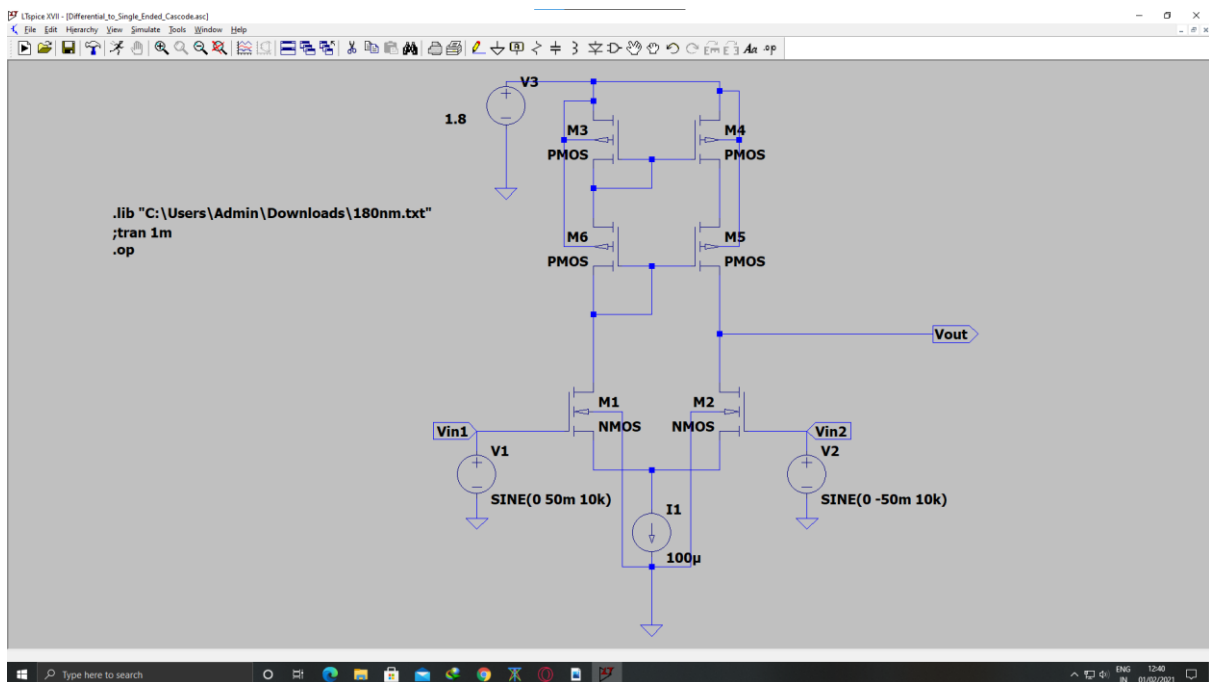 LTspice XVII - [Differential_to_Single_Ended_Cascode.asc]
File Edit Hierarchy View Simulate Tools Window Help
Aa .op
V3
1.8
M3
PMOS
M4
PMOS
.lib "C:\Users\Admin\Downloads\180nm.txt"
;tran 1m
.op
M6
PMOS
M5
PMOS
Vout
M1
NMOS
M2
NMOS
Vin1
Vin2
V1
SINE(0 50m 10k)
V2
SINE(0 -50m 10k)
I1
100µ
Type here to search
ENG
IN
12:40
01/02/2021